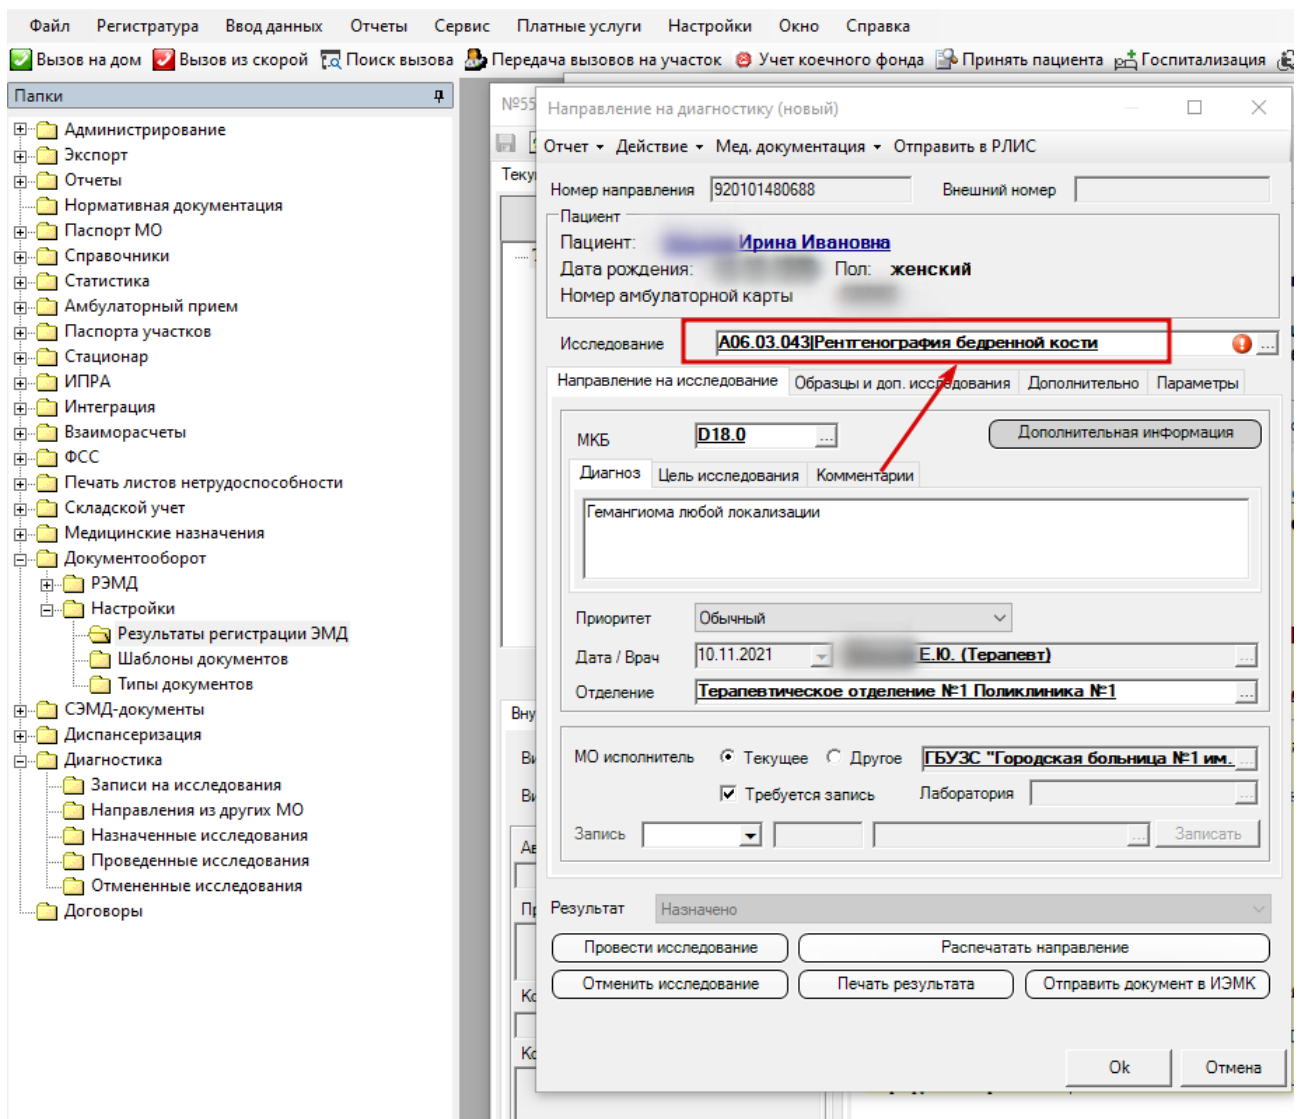 Файл Регистратура Ввод данных Отчеты Сервис Платные услуги Настройки Окно Справка
Вызов на дом Вызов из скорой Поиск вызова Передача вызовов на участок Учет коечного фонда Принять пациента Госпитализация
Папки
Администрирование
Экспорт
Отчеты
Нормативная документация
Паспорт МО
Справочники
Статистика
Амбулаторный прием
Паспорта участков
Стационар
ИПРА
Интеграция
Взаиморасчеты
ФСС
Печать листов нетрудоспособности
Складской учет
Медицинские назначения
Документооборот
РЭМД
Настройки
Результаты регистрации ЭМД
Шаблоны документов
Типы документов
СЭМД-документы
Диспансеризация
Диагностика
Записи на исследования
Направления из других МО
Назначенные исследования
Проведенные исследования
Отмененные исследования
Договоры
№55
Теку
Вну
Ви
Ви
Ав
Пр
Ко
Ко
Направление на диагностику (новый)
Отчет Действие Мед. документация Отправить в РЛИС
Номер направления 920101480688 Внешний номер
Пациент
Пациент: Ирина Ивановна
Дата рождения: Пол: женский
Номер амбулаторной карты
Исследование A06.03.043|Рентгенография бедренной кости ...
Направление на исследование Образцы и доп. исследования Дополнительно Параметры
МКБ D18.0 ... Дополнительная информация
Диагноз Цель исследования Комментарии
Гемангиома любой локализации
Приоритет Обычный
Дата / Врач 10.11.2021 Е.Ю. (Терапевт) ...
Отделение Терапевтическое отделение №1 Поликлиника №1 ...
МО исполнитель Текущее Другое ГБУЗС "Городская больница №1 им. ...
Требуется запись Лаборатория ...
Запись ... Записать
Результат Назначено
Провести исследование Распечатать направление
Отменить исследование Печать результата Отправить документ в ИЭМК
Ok Отмена